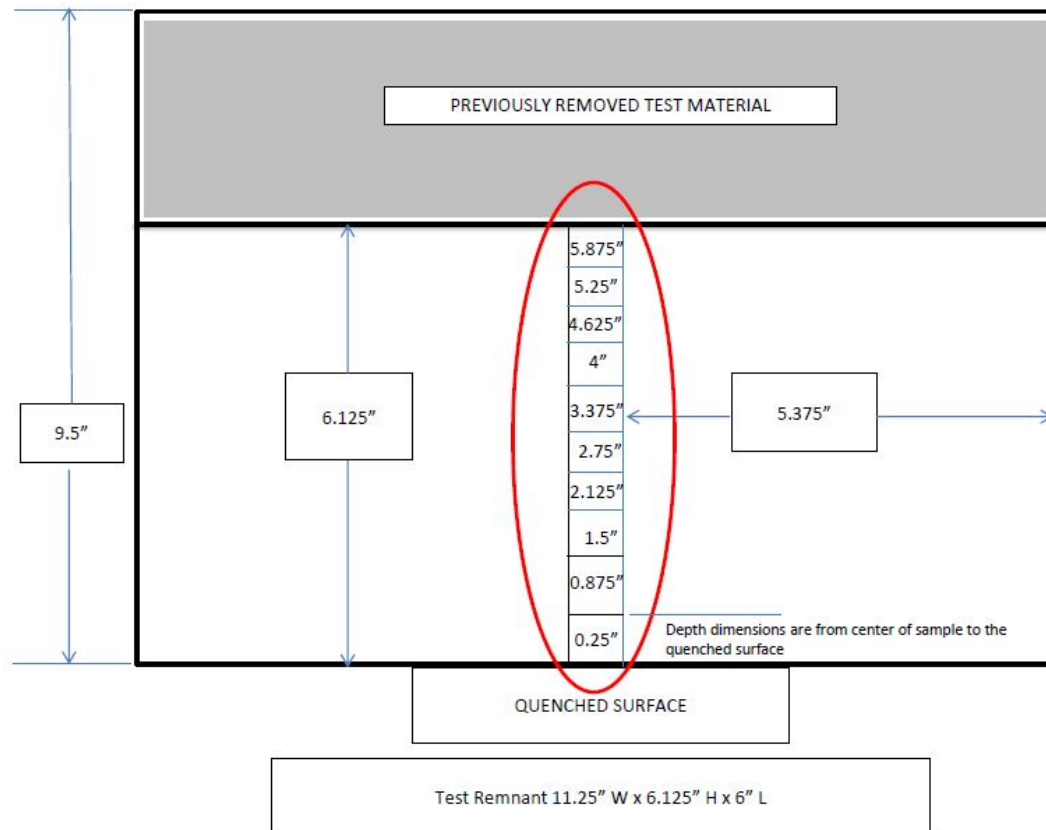 PREVIOUSLY REMOVED TEST MATERIAL
5.875”
5.25”
4.625”
4”
3.375”
2.75”
2.125”
1.5”
0.875”
0.25”
9.5”
6.125”
5.375”
Depth dimensions are from center of sample to the
quenched surface
QUENCHED SURFACE
Test Remnant 11.25” W x 6.125” H x 6” L